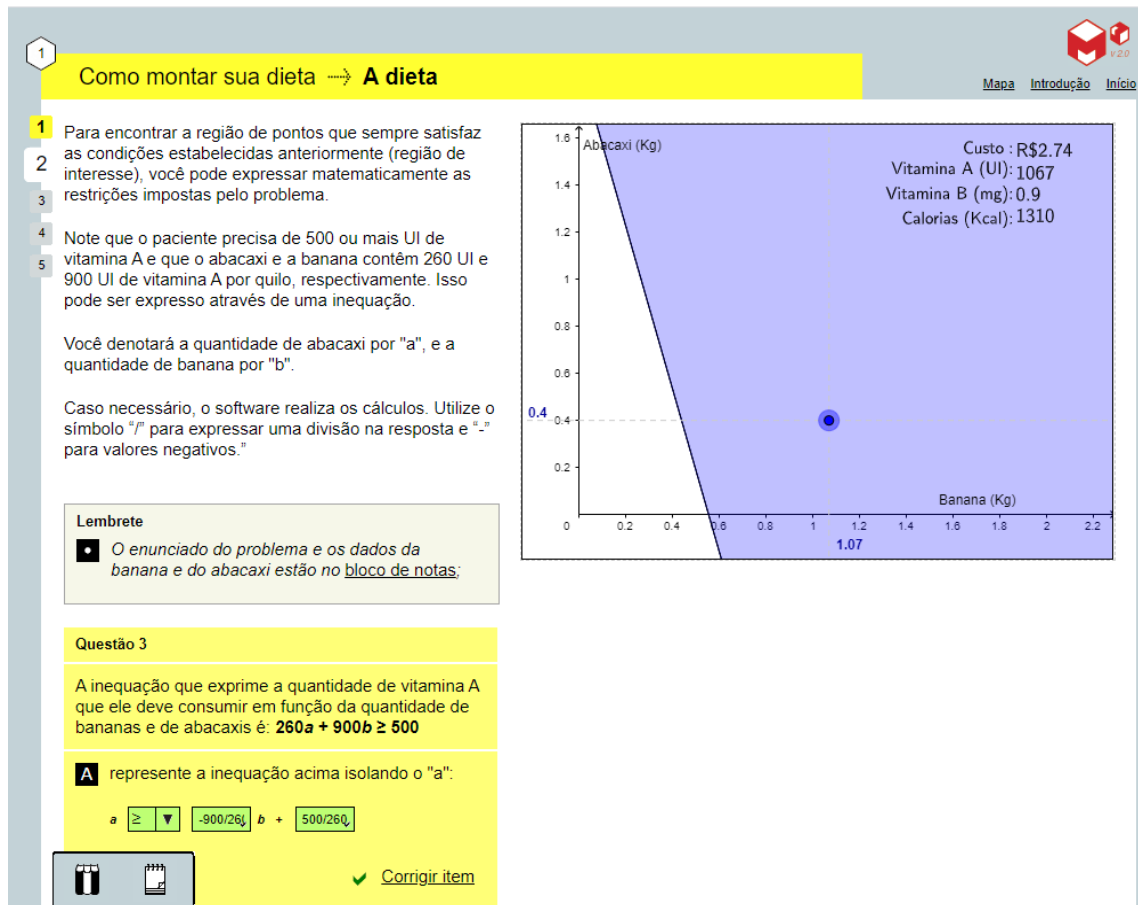 1
v 2.0
Como montar sua dieta ···> A dieta
Mapa Introdução Início
1
2
3
4
5
Para encontrar a região de pontos que sempre satisfaz
as condições estabelecidas anteriormente (região de
interesse), você pode expressar matematicamente as
restrições impostas pelo problema.
Note que o paciente precisa de 500 ou mais UI de
vitamina A e que o abacaxi e a banana contêm 260 UI e
900 UI de vitamina A por quilo, respectivamente. Isso
pode ser expresso através de uma inequação.
Você denotará a quantidade de abacaxi por "a", e a
quantidade de banana por "b".
Caso necessário, o software realiza os cálculos. Utilize o
símbolo “/” para expressar uma divisão na resposta e “-”
para valores negativos.”
Lembrete
O enunciado do problema e os dados da
banana e do abacaxi estão no bloco de notas;
Questão 3
A inequação que exprime a quantidade de vitamina A
que ele deve consumir em função da quantidade de
bananas e de abacaxis é: 260a + 900b ≥ 500
A represente a inequação acima isolando o "a":
a ≥ ▼ -900/260 b + 500/260
Corrigir item
Abacaxi (Kg)
Custo : R$2.74
Vitamina A (UI): 1067
Vitamina B (mg): 0.9
Calorias (Kcal): 1310
1.6
1.4
1.2
1
0.8
0.6
0.4 0.4
0.2
Banana (Kg)
0 0.2 0.4 0.6 0.8 1 1.2 1.4 1.6 1.8 2 2.2
1.07